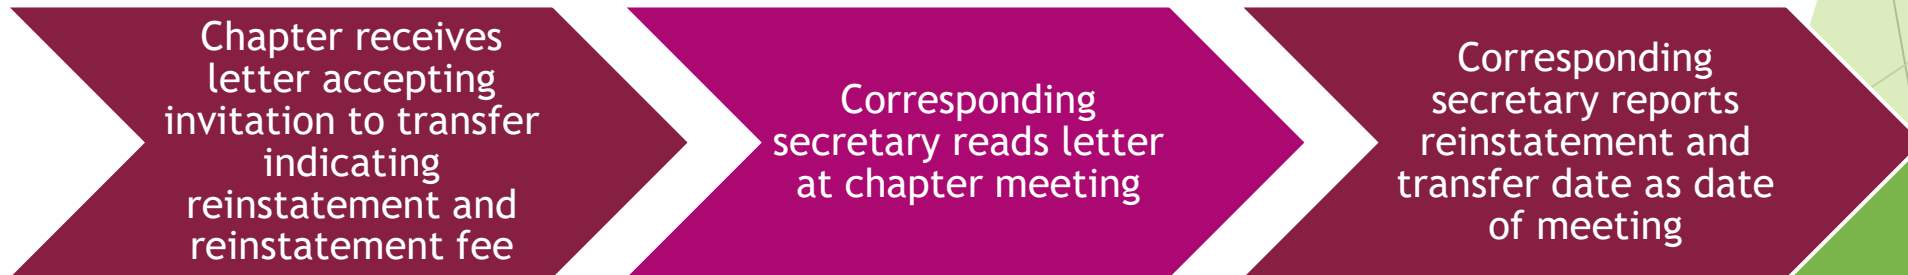 Chapter receives
letter accepting
invitation to transfer
indicating
reinstatement and
reinstatement fee
Corresponding
secretary reads letter
at chapter meeting
Corresponding
secretary reports
reinstatement and
transfer date as date
of meeting